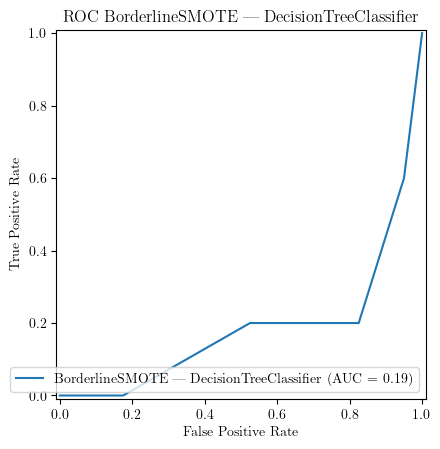 ROC BorderlineSMOTE — DecisionTreeClassifier
True Positive Rate
1.0
0.8
0.6
0.4
0.2
0.0
BorderlineSMOTE — DecisionTreeClassifier (AUC = 0.19)
0.0 0.2 0.4 0.6 0.8 1.0
False Positive Rate